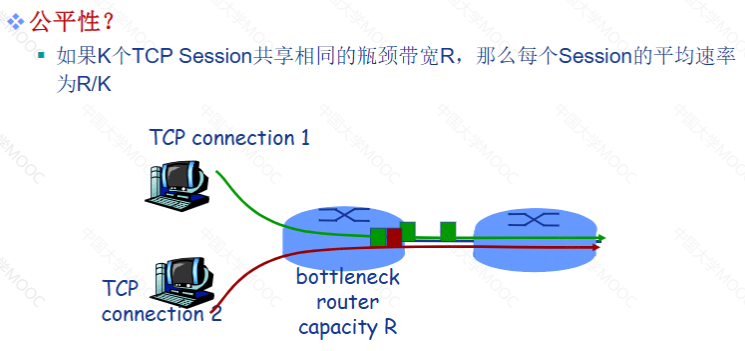 公平性？
如果K个TCP Session共享相同的瓶颈带宽R，那么每个Session的平均速率
为R/K
TCP connection 1
TCP
connection 2
bottleneck
router
capacity R
中国大学MOOC